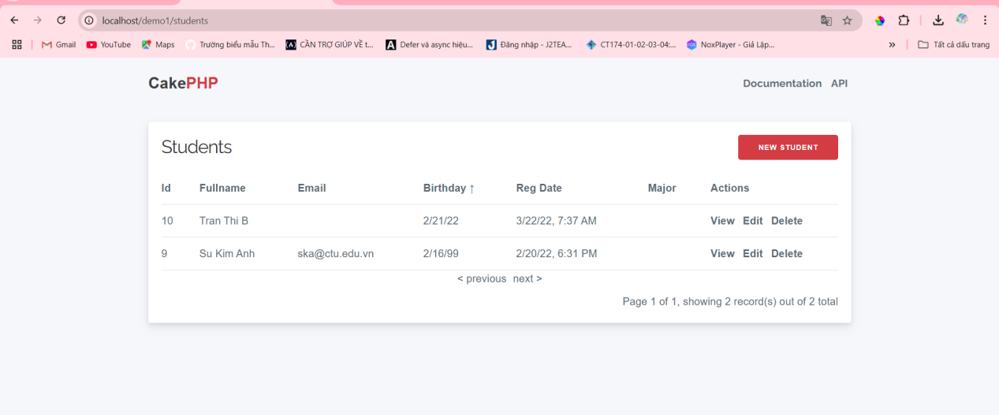 localhost/demo1/students
Gmail YouTube Maps Trường biểu mẫu Th... CẦN TRỢ GIÚP VỀ t... Defer và async hiệu... Đăng nhập - J2TEA... CT174-01-02-03-04:... NoxPlayer - Giả Lập... » Tất cả dấu trang
CakePHP Documentation API
Students NEW STUDENT
Id Fullname Email Birthday ↑ Reg Date Major Actions
10 Tran Thi B 2/21/22 3/22/22, 7:37 AM View Edit Delete
9 Su Kim Anh ska@ctu.edu.vn 2/16/99 2/20/22, 6:31 PM View Edit Delete
< previous next >
Page 1 of 1, showing 2 record(s) out of 2 total